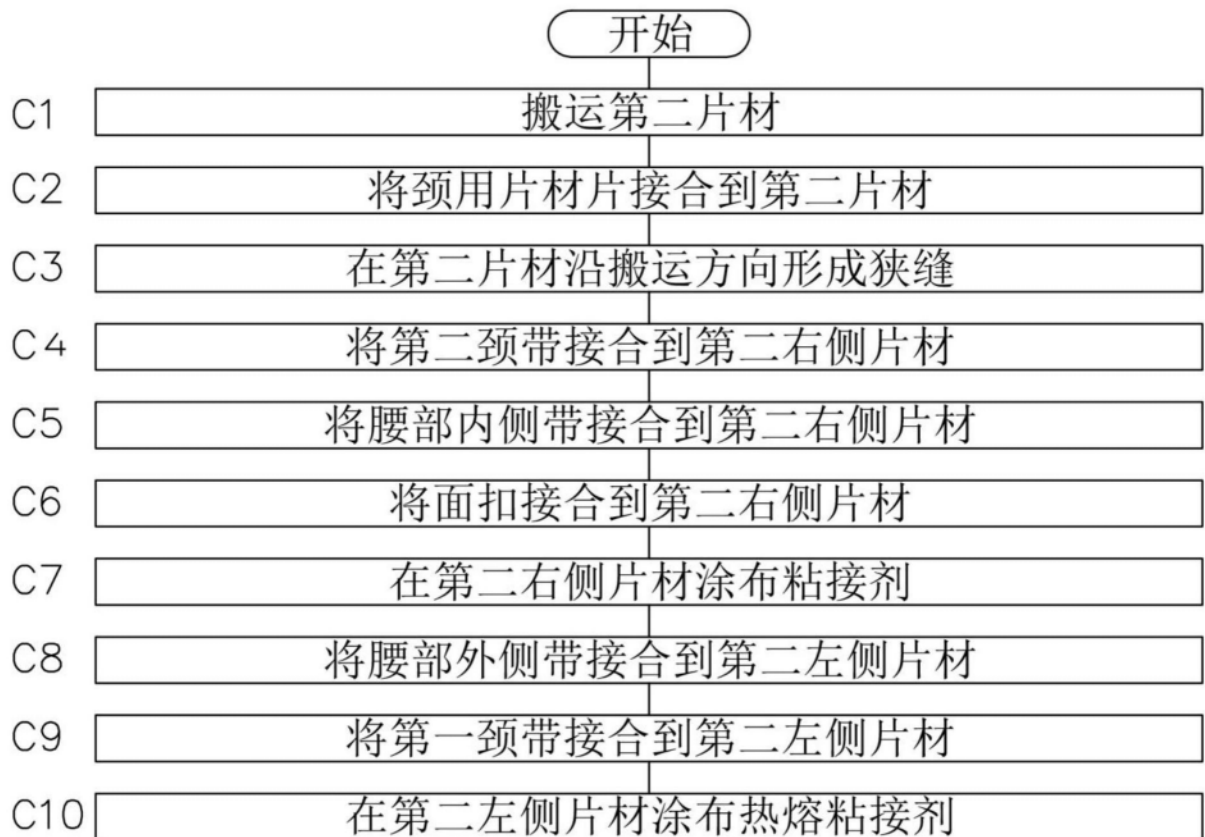 开始
C1 搬运第二片材
C2 将颈用片材片接合到第二片材
C3 在第二片材沿搬运方向形成狭缝
C4 将第二颈带接合到第二右侧片材
C5 将腰部内侧带接合到第二右侧片材
C6 将面扣接合到第二右侧片材
C7 在第二右侧片材涂布粘接剂
C8 将腰部外侧带接合到第二左侧片材
C9 将第一颈带接合到第二左侧片材
C10 在第二左侧片材涂布热熔粘接剂